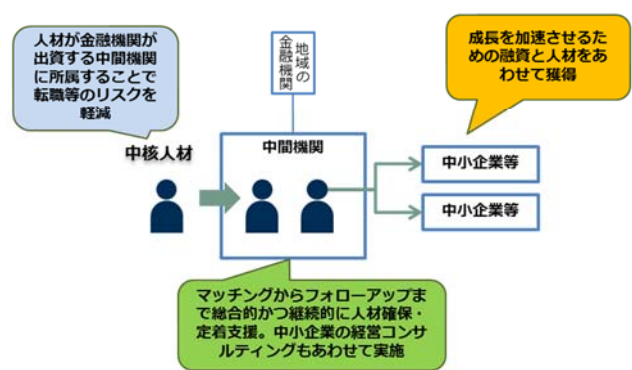 人材が金融機関が
出資する中間機関
に所属することで
転職等のリスクを
軽減
地域の
金融機関
成長を加速させるた
めの融資と人材をあ
わせて獲得
中核人材
中間機関
中小企業等
中小企業等
マッチングからフォローアップま
で総合的かつ継続的に人材確保・
定着支援。中小企業の経営コンサ
ルティングもあわせて実施